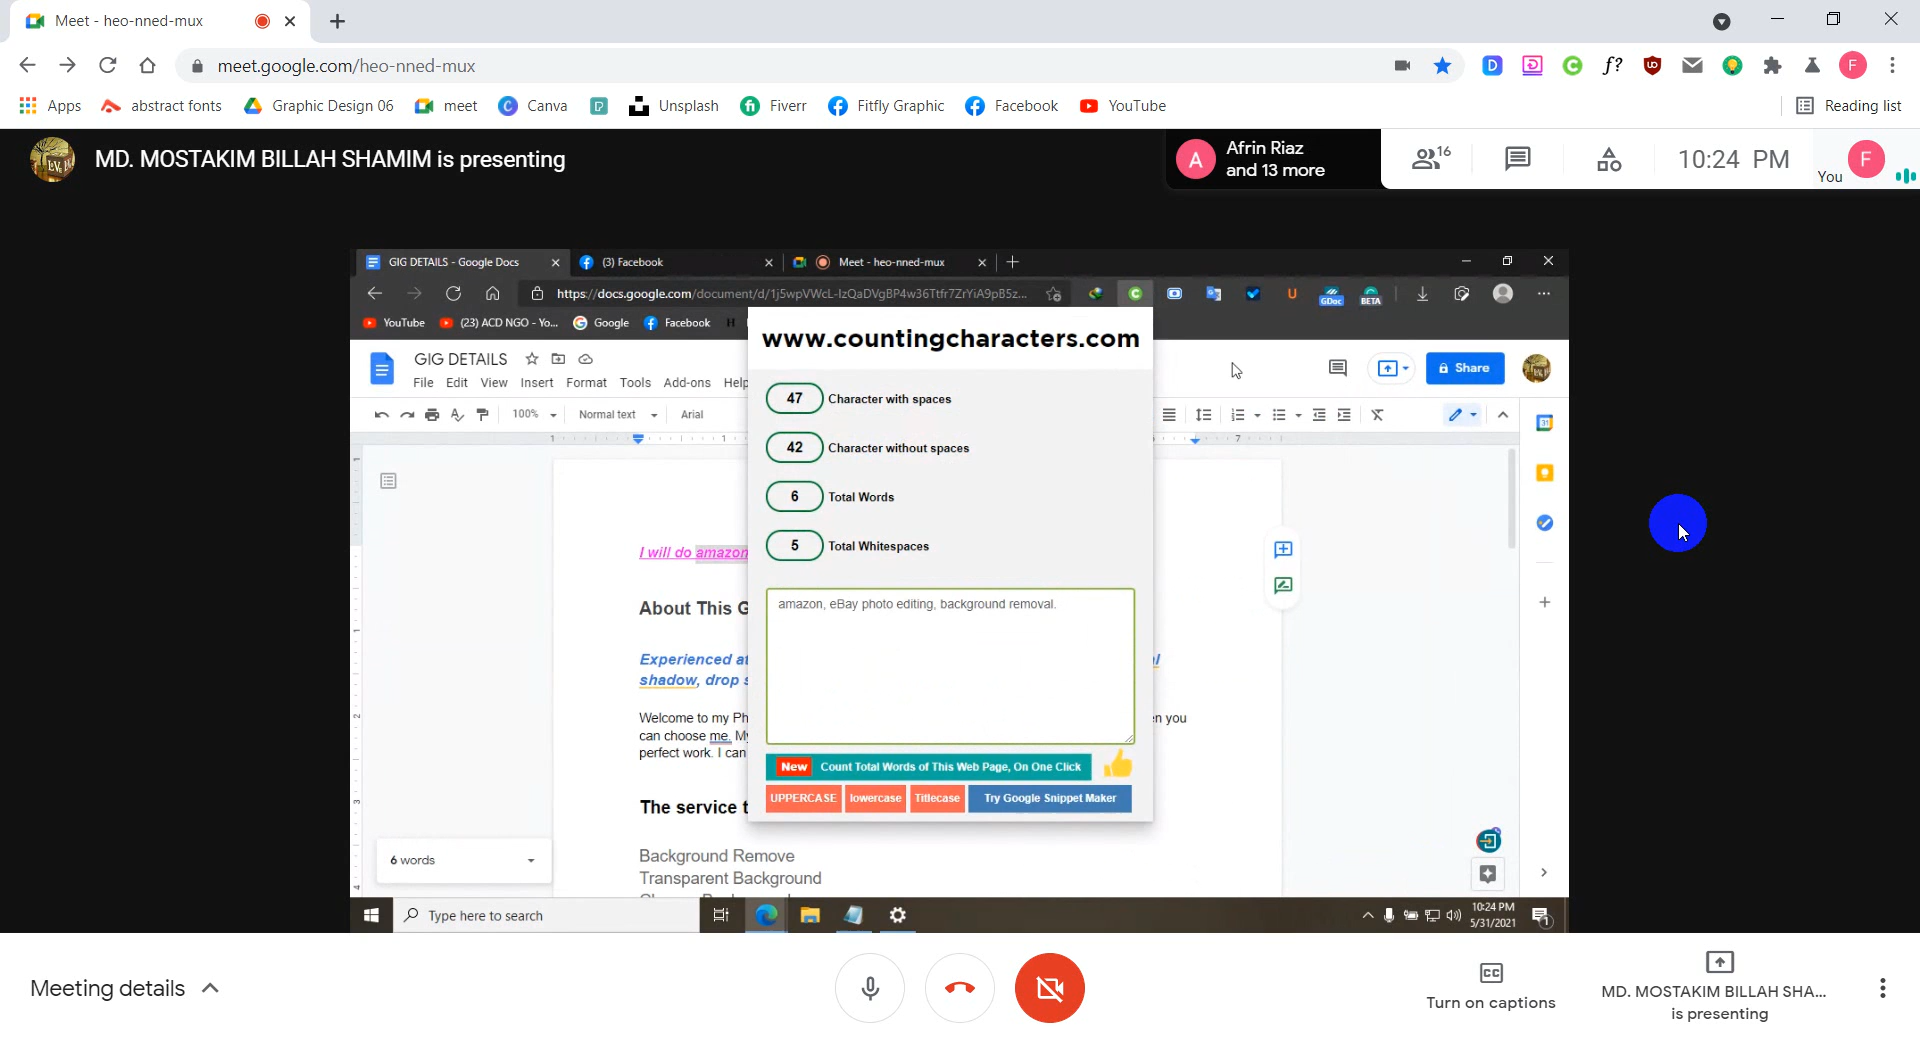 Meet - heo-nned-mux
meet.google.com/heo-nned-mux
Apps abstract fonts Graphic Design 06 meet Canva Unsplash Fiverr Fitfly Graphic Facebook YouTube Reading list
MD. MOSTAKIM BILLAH SHAMIM is presenting
A Afrin Riaz
and 13 more
16
10:24 PM
You
F
GIG DETAILS - Google Docs (3) Facebook Meet - heo-nned-mux
https://docs.google.com/document/d/1j5wpVWcL-IzQaDVgBP4w36Ttfr7ZrYiA9pB5z...
GDoc BETA
YouTube (23) ACD NGO - Yo... Google Facebook H
www.countingcharacters.com
GIG DETAILS
File Edit View Insert Format Tools Add-ons Help
Share
100% Normal text Arial
47 Character with spaces
42 Character without spaces
6 Total Words
5 Total Whitespaces
I will do amazon
amazon, eBay photo editing, background removal.
About This G
Experienced at
shadow, drop s
Welcome to my Ph n you
can choose me. My
perfect work. I can
New Count Total Words of This Web Page, On One Click
UPPERCASE lowercase Titlecase Try Google Snippet Maker
The service t
6 words
Background Remove
Transparent Background
Type here to search
10:24 PM
5/31/2021
1
Meeting details
CC
Turn on captions
MD. MOSTAKIM BILLAH SHA...
is presenting